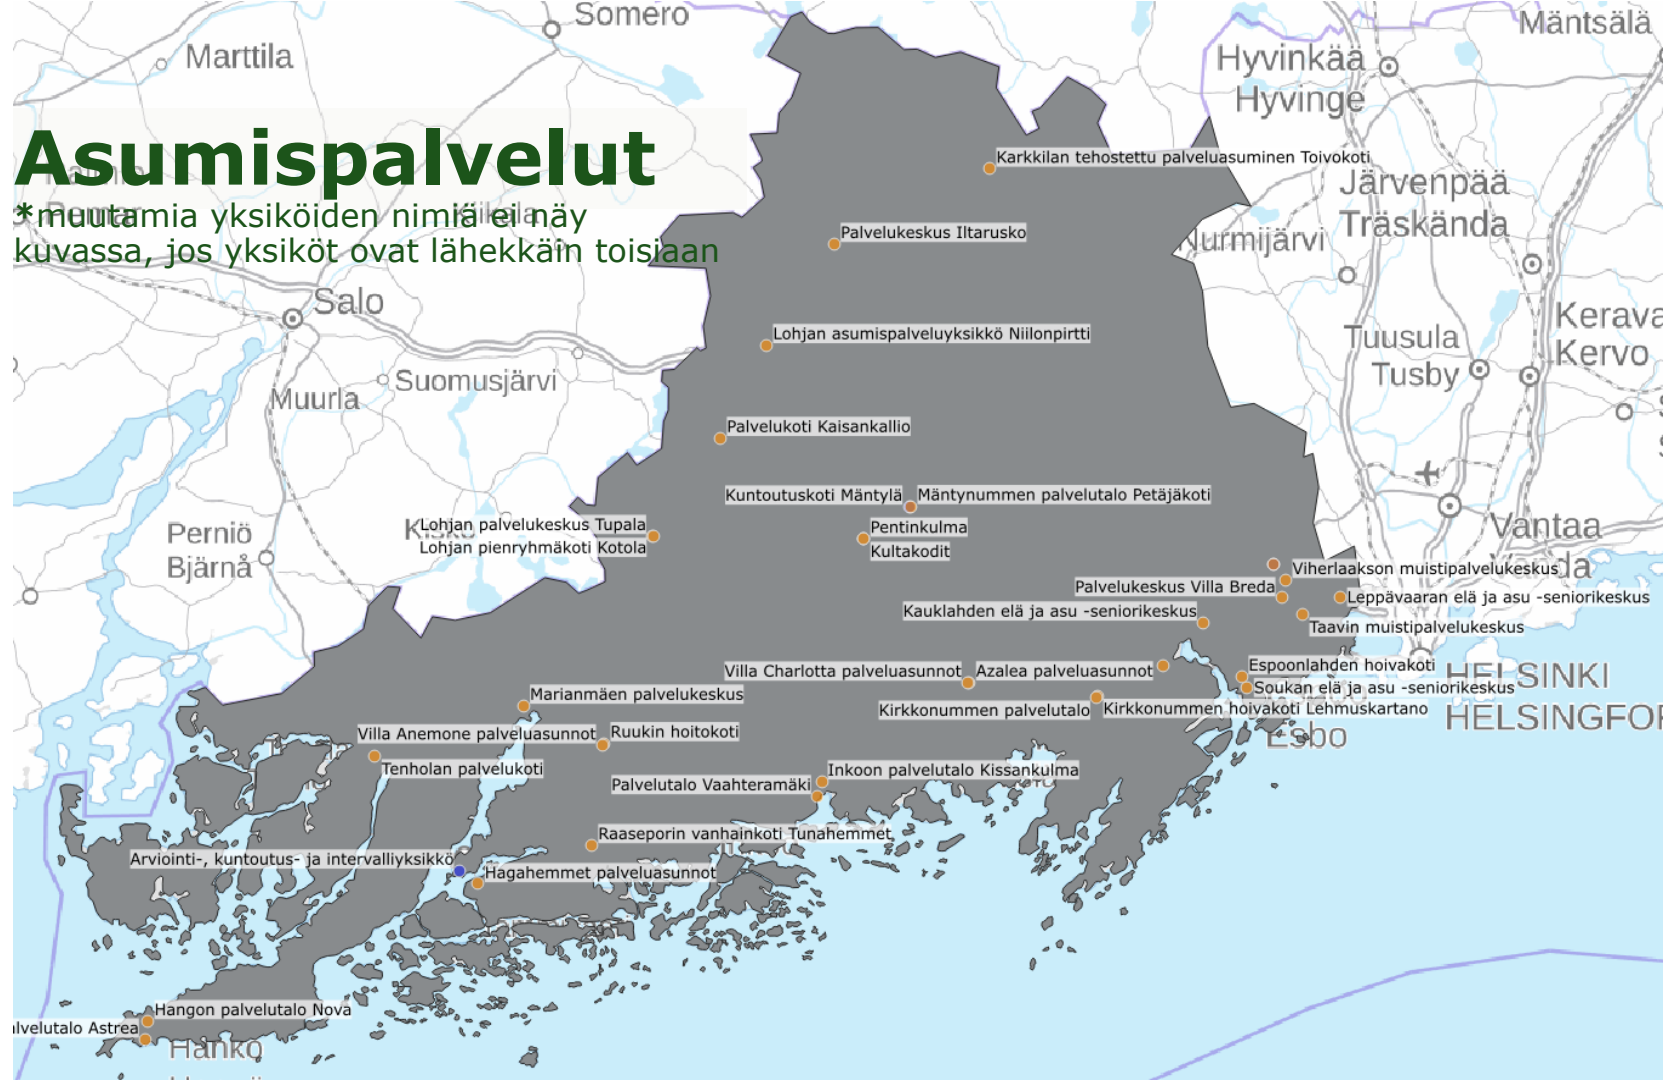 Somero
Mäntsälä
Marttila
Hyvinkää
Hyvinge
Asumispalvelut
Karkkilan tehostettu palveluasuminen Toivokoti
Järvenpää
Träskända
*muutamia yksiköiden nimiä ei näy
kuvassa, jos yksiköt ovat lähekkäin toisiaan
Kiikala
Palvelukeskus Iltarusko
Nurmijärvi
Salo
Kerava
Kervo
Lohjan asumispalveluyksikkö Niilonpirtti
Tuusula
Tusby
Suomusjärvi
Muurla
Palvelukoti Kaisankallio
Kuntoutuskoti Mäntylä
Mäntynummen palvelutalo Petäjäkoti
Perniö
Bjärnå
Lohjan palvelukeskus Tupala
Lohjan pienryhmäkoti Kotola
Pentinkulma
Kultakodit
Vantaa
Vanda
Viherlaakson muistipalvelukeskus
Palvelukeskus Villa Breda
Leppävaaran elä ja asu -seniorikeskus
Kauklahden elä ja asu -seniorikeskus
Taavin muistipalvelukeskus
Villa Charlotta palveluasunnot
Azalea palveluasunnot
Espoonlahden hoivakoti
HELSINKI
Soukan elä ja asu -seniorikeskus
Marianmäen palvelukeskus
Kirkkonummen palvelutalo
Kirkkonummen hoivakoti Lehmuskartano
HELSINGFOR
Esbo
Villa Anemone palveluasunnot
Ruukin hoitokoti
Tenholan palvelukoti
Inkoon palvelutalo Kissankulma
Palvelutalo Vaahteramäki
Raaseporin vanhainkoti Tunahemmet
Arviointi-, kuntoutus- ja intervalliyksikkö
Hagahemmet palveluasunnot
Hangon palvelutalo Nova
lvelutalo Astrea
Hanko